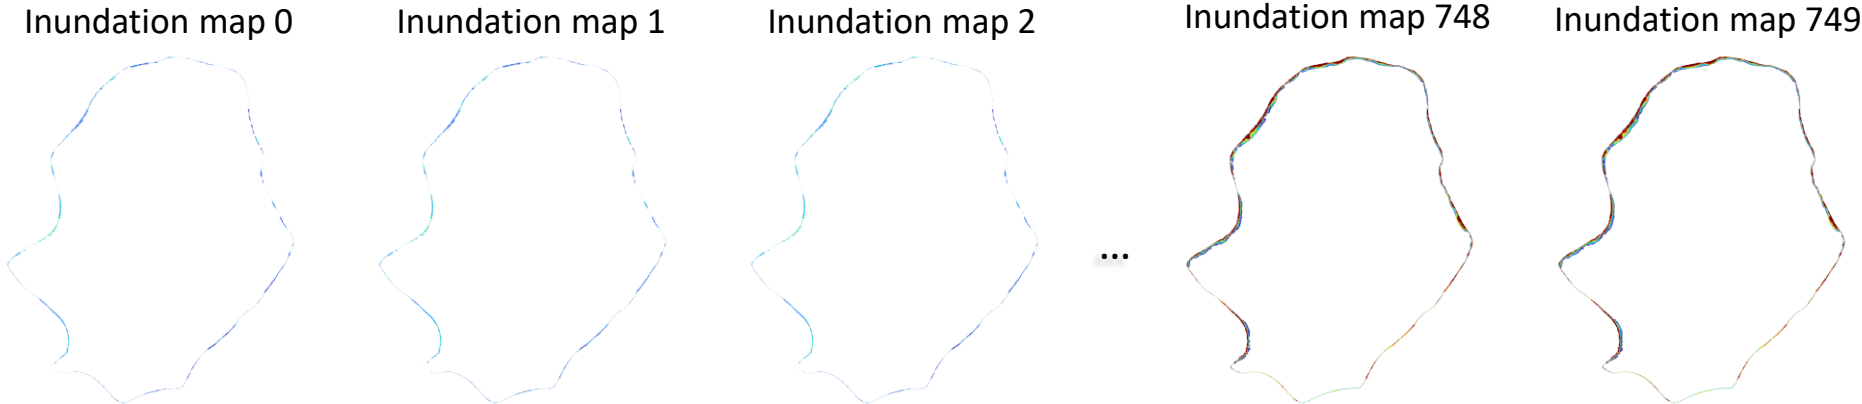 Inundation map 0
Inundation map 1
Inundation map 2
Inundation map 748
Inundation map 749
...